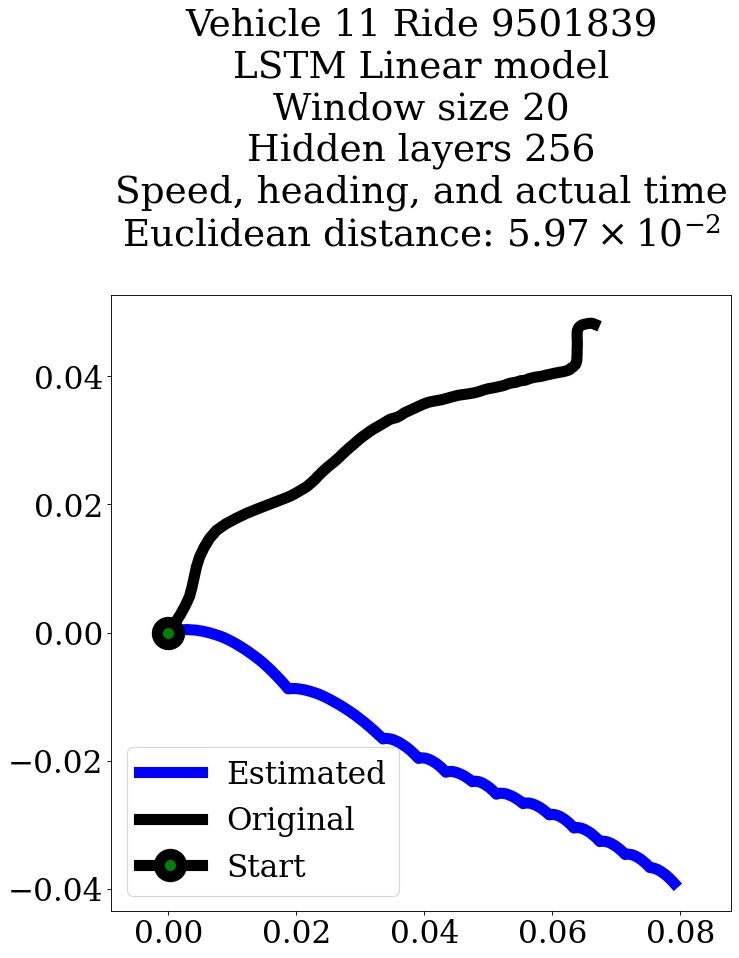 Vehicle 11 Ride 9501839
LSTM Linear model
Window size 20
Hidden layers 256
Speed, heading, and actual time
Euclidean distance: 5.97 × 10⁻²
0.04
0.02
0.00
−0.02
−0.04
Estimated
Original
Start
0.00 0.02 0.04 0.06 0.08